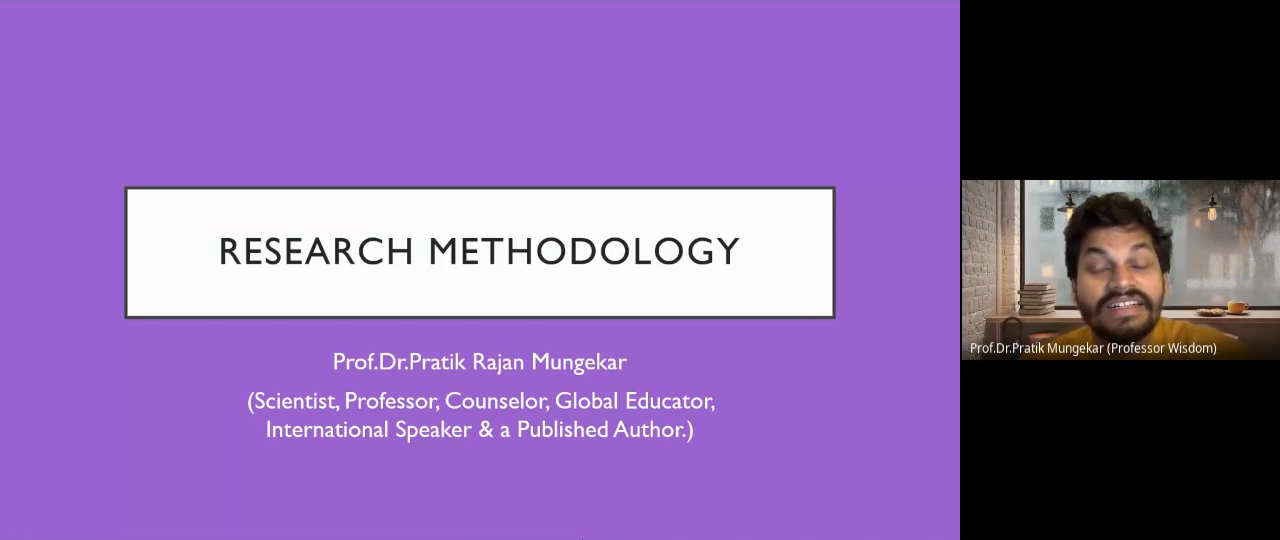 RESEARCH METHODOLOGY
Prof.Dr.Pratik Rajan Mungekar
(Scientist, Professor, Counselor, Global Educator,
International Speaker & a Published Author.)
Prof.Dr.Pratik Mungekar (Professor Wisdom)